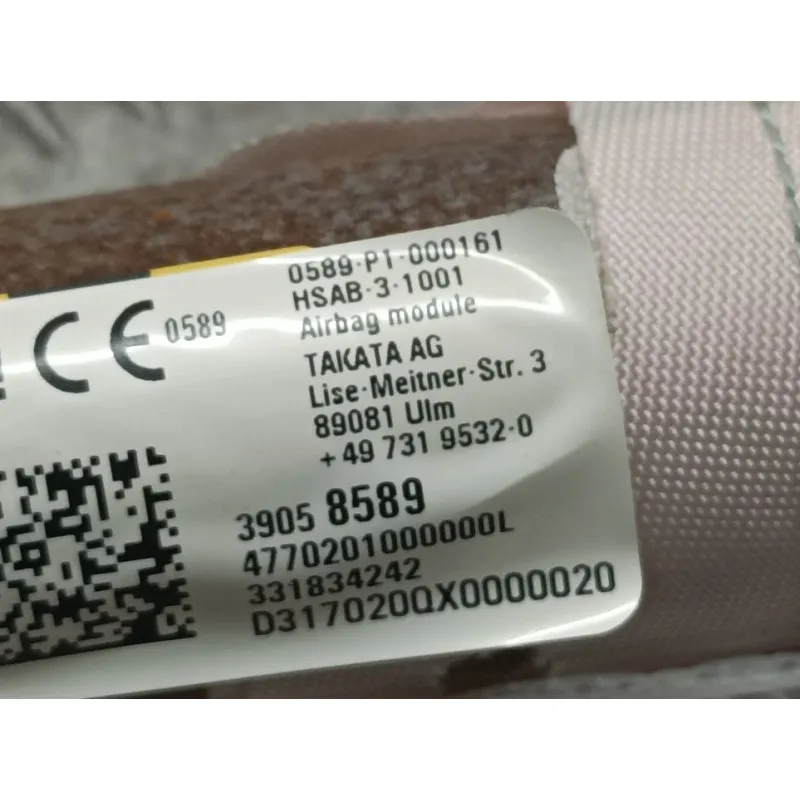 CE 0589
0589-P1-000161
HSAB-3-1001
Airbag module
TAKATA AG
Lise-Meitner-Str. 3
89081 Ulm
+49 731 9532-0
3905 8589
4770201000000L
331834242
D317020QX0000020